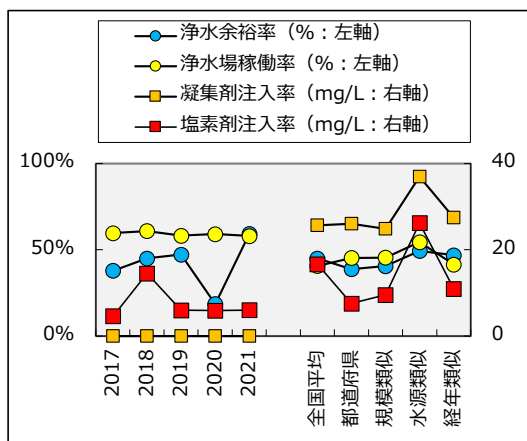 浄水余裕率（%：左軸）
浄水場稼働率（%：左軸）
凝集剤注入率（mg/L：右軸）
塩素剤注入率（mg/L：右軸）
100%
50%
0%
40
20
0
2017
2018
2019
2020
2021
全国平均
都道府県
規模類似
水源類似
経年類似